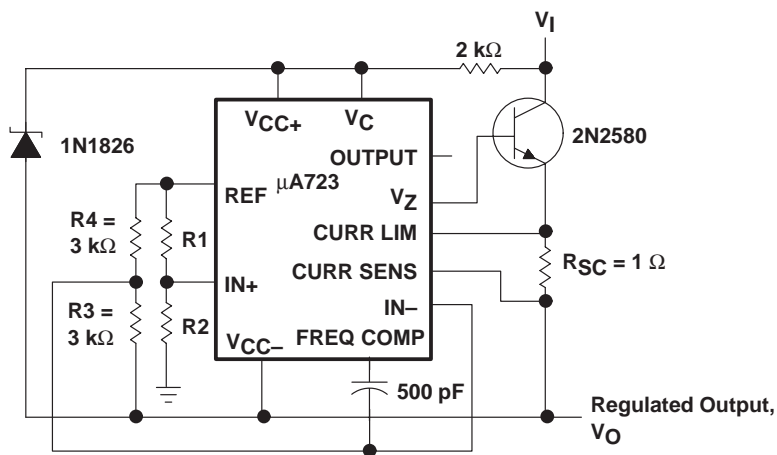 VI
2 kΩ
VCC+
VC
2N2580
1N1826
OUTPUT
μA723
REF
VZ
R4 =
3 kΩ
R1
CURR LIM
RSC = 1 Ω
CURR SENS
IN+
IN–
R3 =
3 kΩ
R2
FREQ COMP
VCC–
500 pF
Regulated Output,
VO